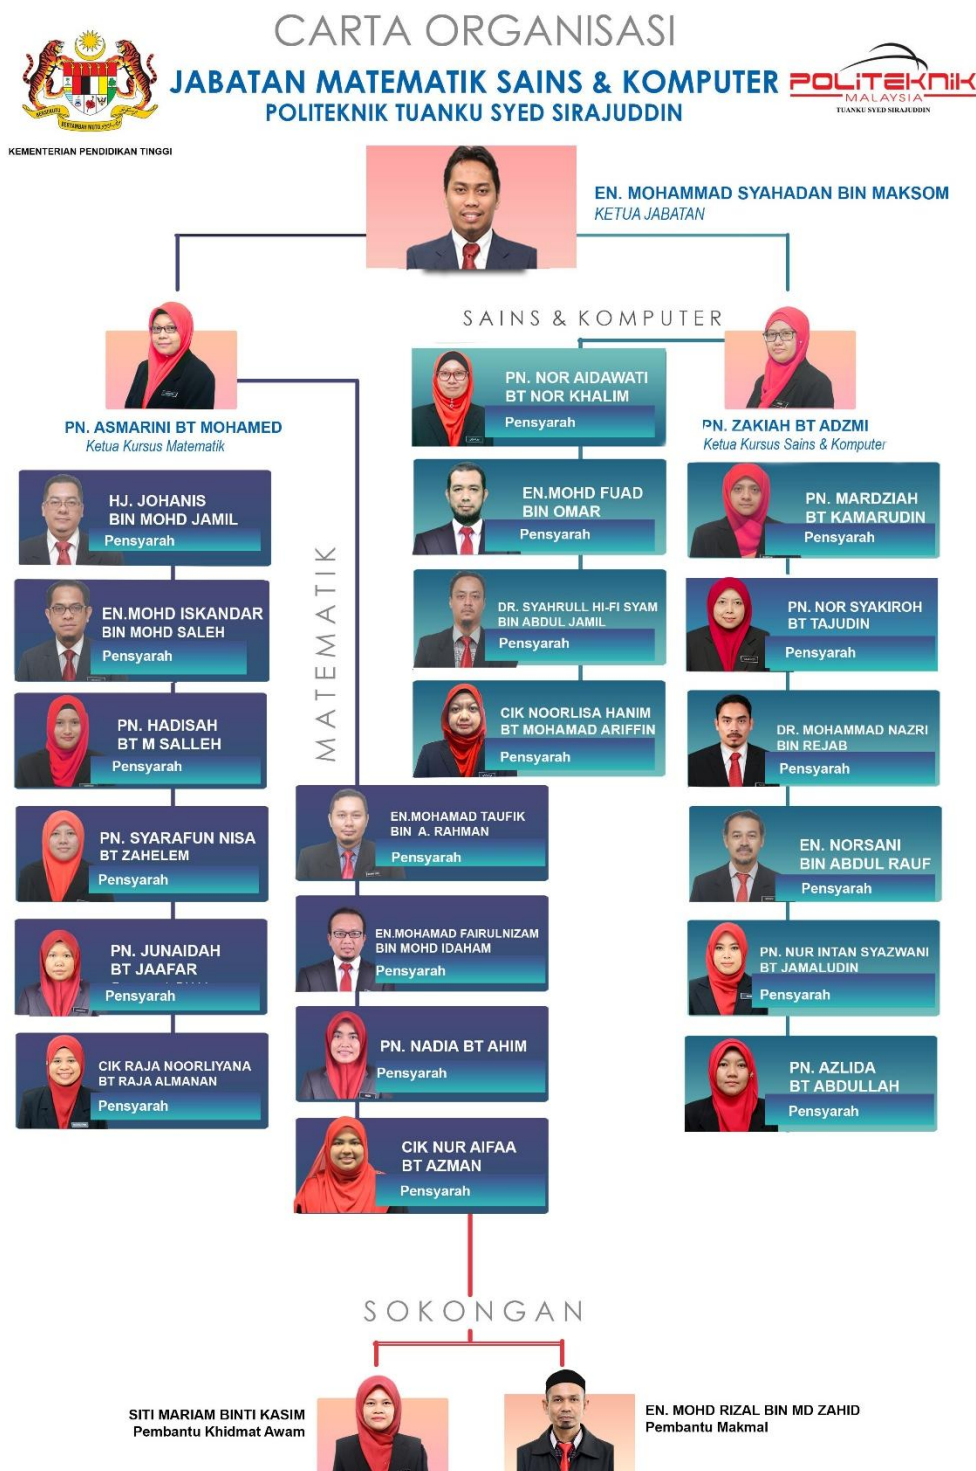 CARTA ORGANISASI
JABATAN MATEMATIK SAINS & KOMPUTER
POLITEKNIK TUANKU SYED SIRAJUDDIN
KEMENTERIAN PENDIDIKAN TINGGI
POLITEKNIK
MALAYSIA
TUANKU SYED SIRAJUDDIN
EN. MOHAMMAD SYAHADAN BIN MAKSOM
KETUA JABATAN
PN. ASMARINI BT MOHAMED
Ketua Kursus Matematik
HJ. JOHANIS
BIN MOHD JAMIL
Pensyarah
EN.MOHD ISKANDAR
BIN MOHD SALEH
Pensyarah
PN. HADISAH
BT M SALLEH
Pensyarah
PN. SYARAFUN NISA
BT ZAHELEM
Pensyarah
PN. JUNAIDAH
BT JAAFAR
Pensyarah
CIK RAJA NOORLIYANA
BT RAJA ALMANAN
Pensyarah
MATEMATIK
EN.MOHAMAD TAUFIK
BIN A. RAHMAN
Pensyarah
EN.MOHAMAD FAIRULNIZAM
BIN MOHD IDAHAM
Pensyarah
PN. NADIA BT AHIM
Pensyarah
CIK NUR AIFAA
BT AZMAN
Pensyarah
SAINS & KOMPUTER
PN. NOR AIDAWATI
BT NOR KHALIM
Pensyarah
EN.MOHD FUAD
BIN OMAR
Pensyarah
DR. SYAHRULL HI-FI SYAM
BIN ABDUL JAMIL
Pensyarah
CIK NOORLISA HANIM
BT MOHAMAD ARIFFIN
Pensyarah
PN. ZAKIAH BT ADZMI
Ketua Kursus Sains & Komputer
PN. MARDZIAH
BT KAMARUDIN
Pensyarah
PN. NOR SYAKIROH
BT TAJUDIN
Pensyarah
DR. MOHAMMAD NAZRI
BIN REJAB
Pensyarah
EN. NORSANI
BIN ABDUL RAUF
Pensyarah
PN. NUR INTAN SYAZWANI
BT JAMALUDIN
Pensyarah
PN. AZLIDA
BT ABDULLAH
Pensyarah
SOKONGAN
SITI MARIAM BINTI KASIM
Pembantu Khidmat Awam
EN. MOHD RIZAL BIN MD ZAHID
Pembantu Makmal